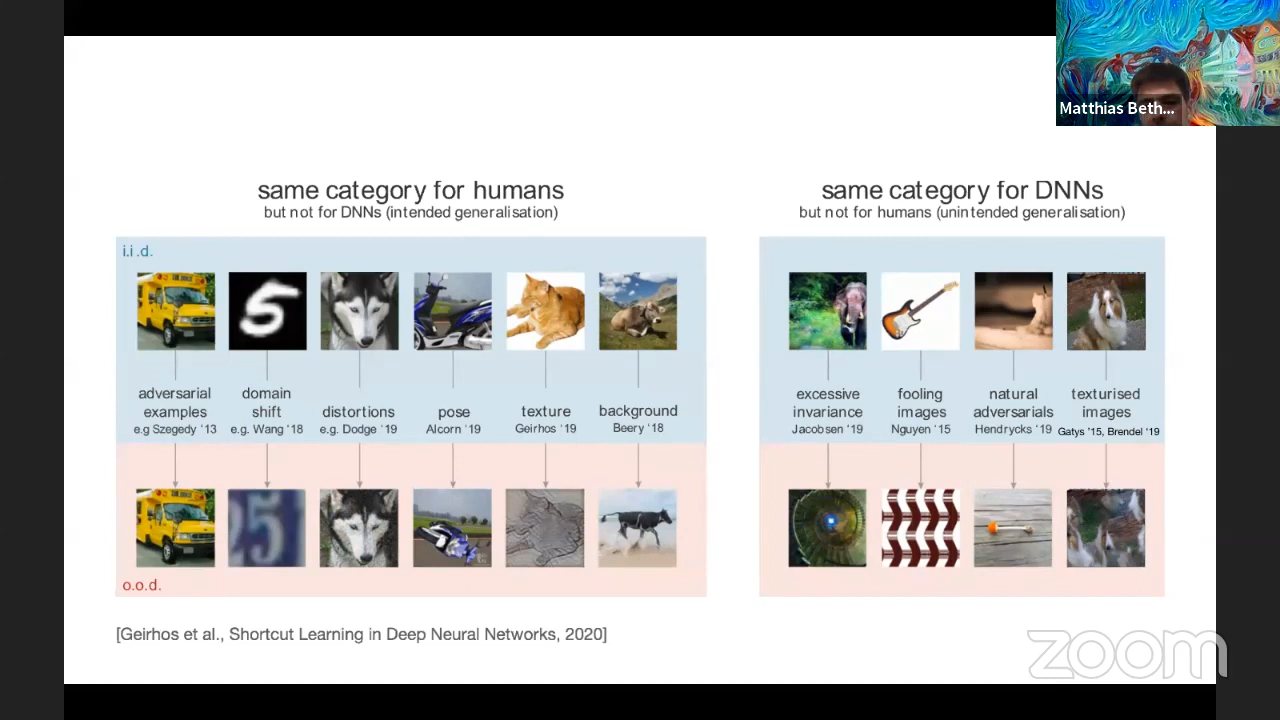 Matthias Beth...
same category for humans
but not for DNNs (intended generalisation)
i.i.d.
adversarial
examples
e.g Szegedy '13
domain
shift
e.g. Wang '18
distortions
e.g. Dodge '19
pose
Alcorn '19
texture
Geirhos '19
background
Beery '18
5
25
o.o.d.
same category for DNNs
but not for humans (unintended generalisation)
excessive
invariance
Jacobsen '19
fooling
images
Nguyen '15
natural
adversarials
Hendrycks '19
texturised
images
Gatys '15, Brendel '19
[Geirhos et al., Shortcut Learning in Deep Neural Networks, 2020]
zoom